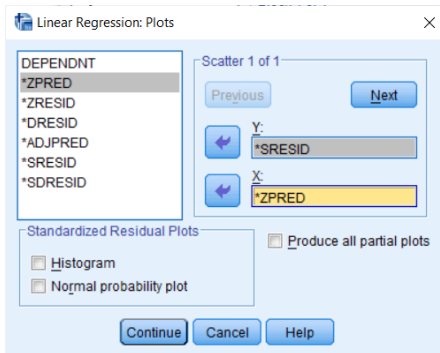 Linear Regression: Plots
DEPENDNT
*ZPRED
*ZRESID
*DRESID
*ADJPRED
*SRESID
*SDRESID
Scatter 1 of 1
Previous
Next
Y:
*SRESID
X:
*ZPRED
Standardized Residual Plots
Histogram
Normal probability plot
Produce all partial plots
Continue
Cancel
Help